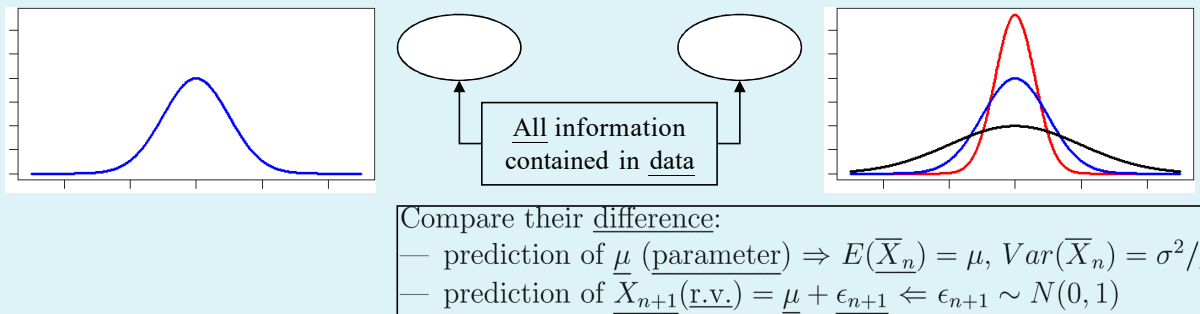 All information
contained in data
Compare their difference:
— prediction of μ (parameter) ⇒ E(X̅ₙ) = μ, Var(X̅ₙ) = σ²/
— prediction of Xₙ₊₁(r.v.) = μ + ϵₙ₊₁ ⇐ ϵₙ₊₁ ∼ N(0, 1)